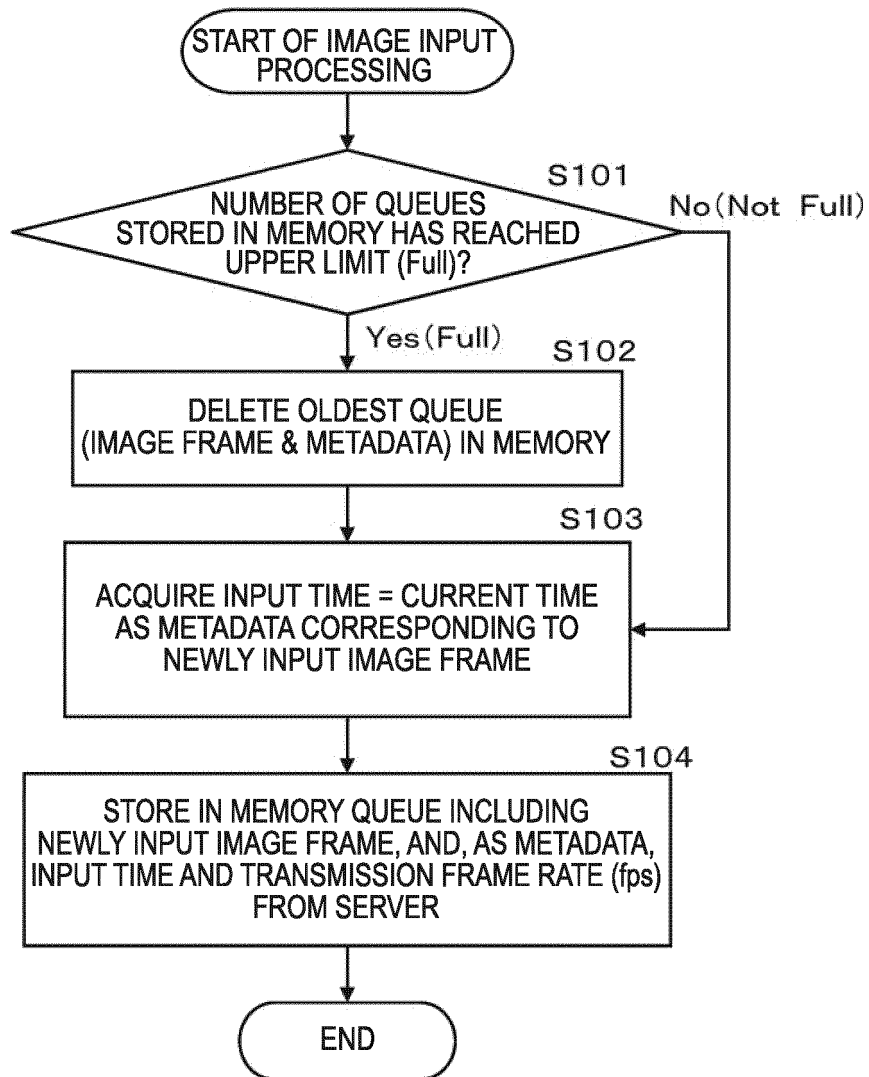 START OF IMAGE INPUT
PROCESSING
S101
NUMBER OF QUEUES
STORED IN MEMORY HAS REACHED
UPPER LIMIT (Full)?
No(Not Full)
Yes(Full)
S102
DELETE OLDEST QUEUE
(IMAGE FRAME & METADATA) IN MEMORY
S103
ACQUIRE INPUT TIME = CURRENT TIME
AS METADATA CORRESPONDING TO
NEWLY INPUT IMAGE FRAME
S104
STORE IN MEMORY QUEUE INCLUDING
NEWLY INPUT IMAGE FRAME, AND, AS METADATA,
INPUT TIME AND TRANSMISSION FRAME RATE (fps)
FROM SERVER
END